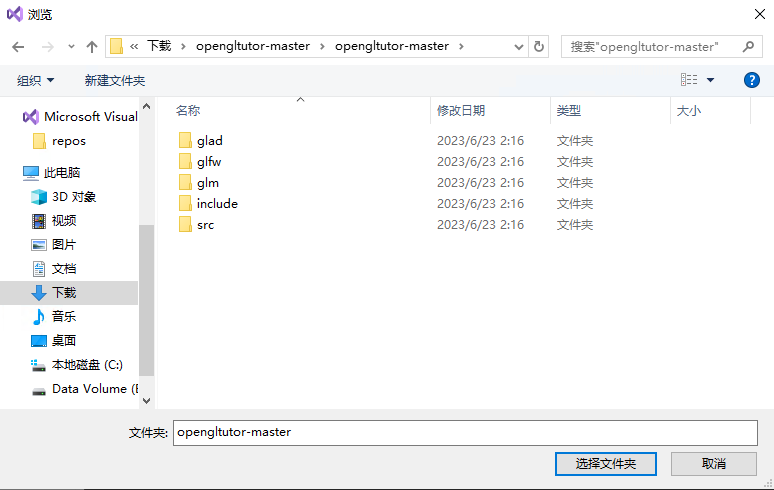 浏览
« 下载 > opengltutor-master > opengltutor-master >
搜索"opengltutor-master"
组织 新建文件夹
Microsoft Visual
repos
此电脑
3D 对象
视频
图片
文档
下载
音乐
桌面
本地磁盘 (C:)
Data Volume (
名称 修改日期 类型 大小
glad 2023/6/23 2:16 文件夹
glfw 2023/6/23 2:16 文件夹
glm 2023/6/23 2:16 文件夹
include 2023/6/23 2:16 文件夹
src 2023/6/23 2:16 文件夹
文件夹: opengltutor-master
选择文件夹 取消